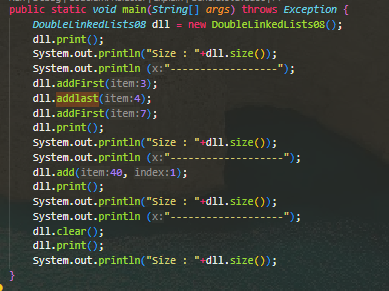 public static void main(String[] args) throws Exception {
DoubleLinkedLists08 dll = new DoubleLinkedLists08();
dll.print();
System.out.println("Size : "+dll.size());
System.out.println (x:"-------------------");
dll.addFirst(item:3);
dll.addlast(item:4);
dll.addFirst(item:7);
dll.print();
System.out.println("Size : "+dll.size());
System.out.println (x:"-------------------");
dll.add(item:40, index:1);
dll.print();
System.out.println("Size : "+dll.size());
System.out.println (x:"-------------------");
dll.clear();
dll.print();
System.out.println("Size : "+dll.size());
}